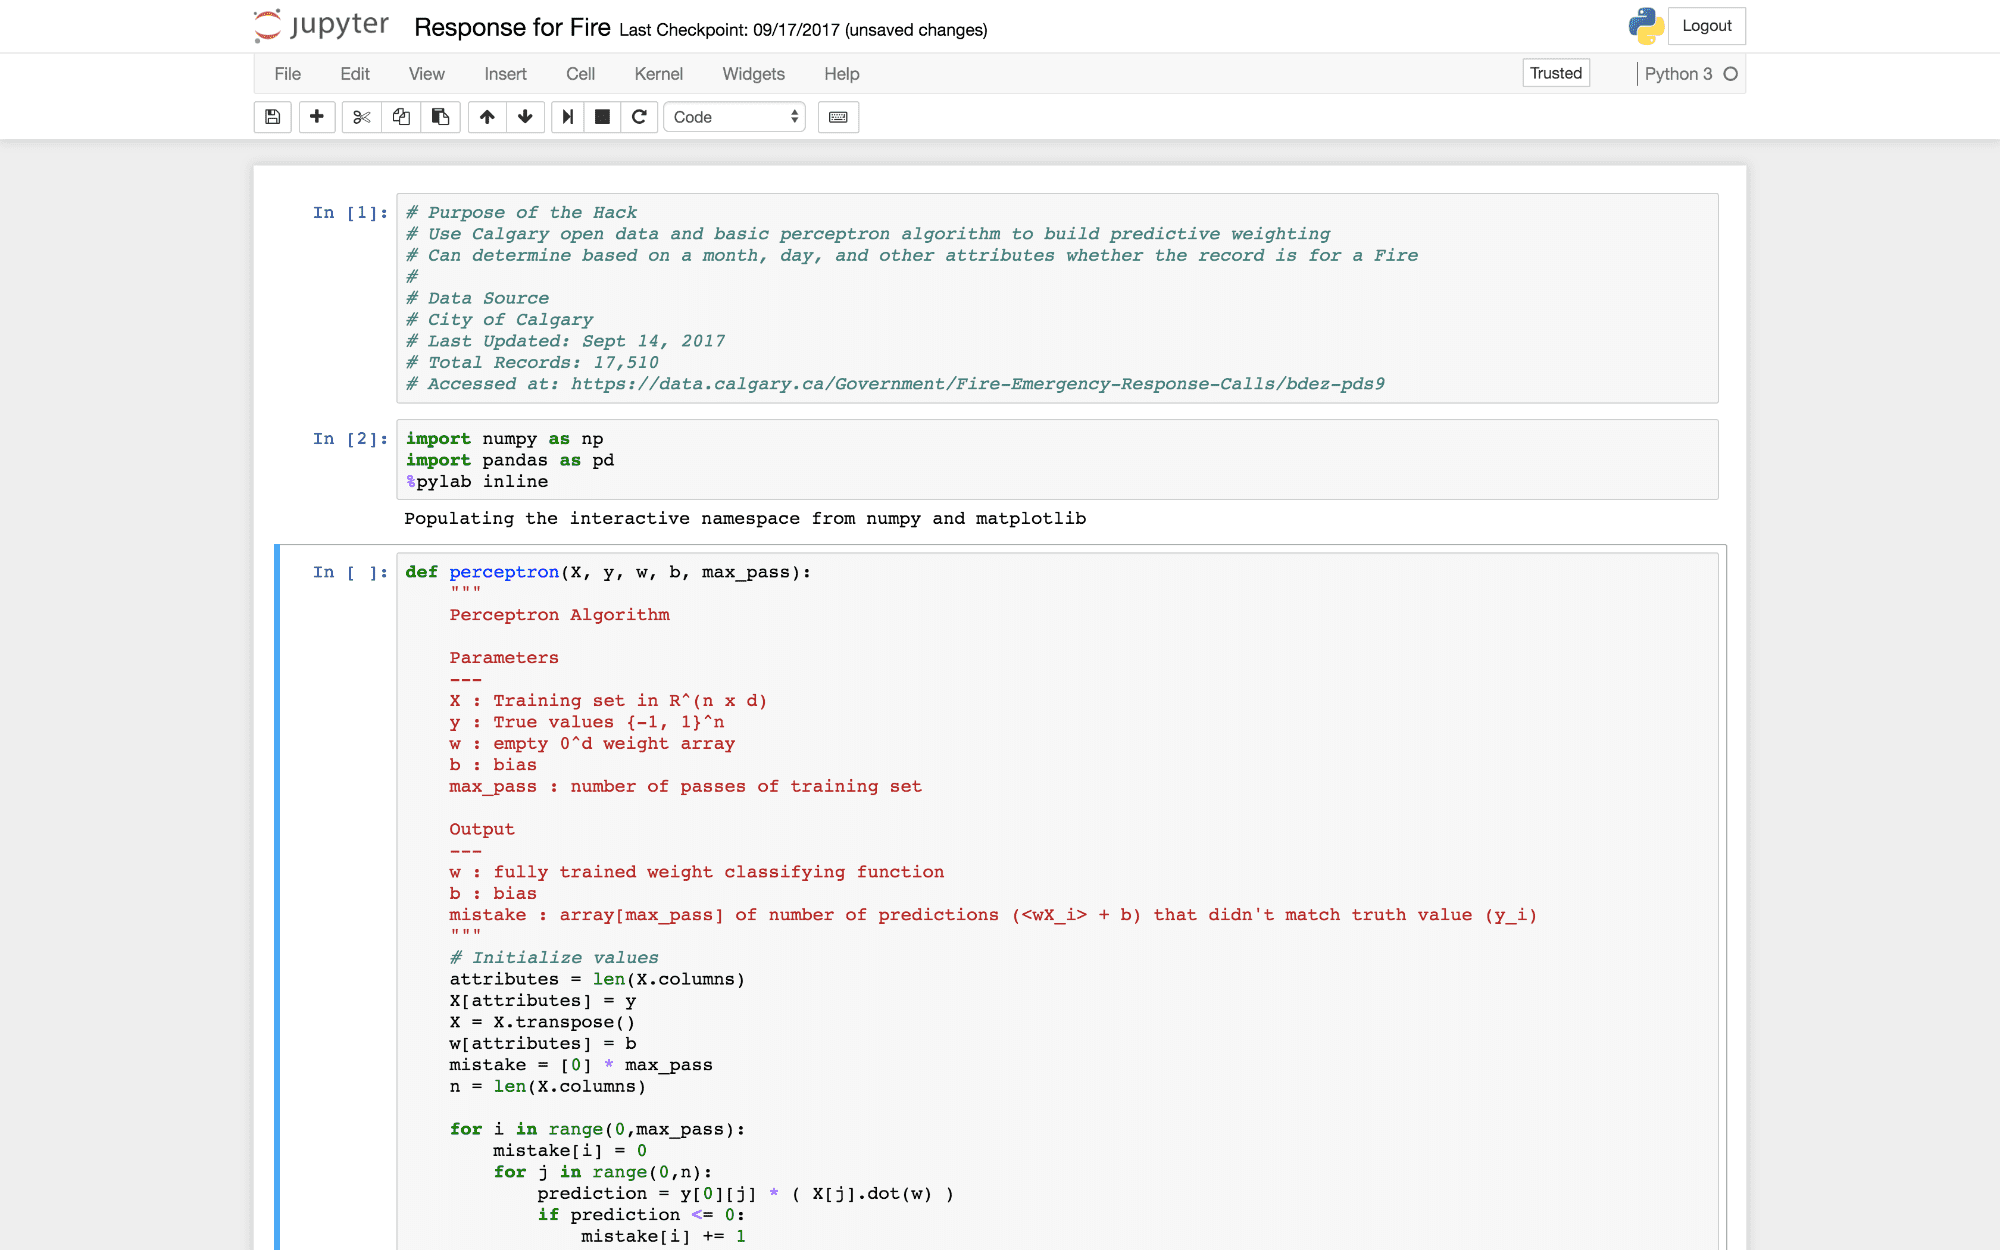 jupyter Response for Fire Last Checkpoint: 09/17/2017 (unsaved changes) Logout
File Edit View Insert Cell Kernel Widgets Help Trusted Python 3
Code
In [1]: # Purpose of the Hack
# Use Calgary open data and basic perceptron algorithm to build predictive weighting
# Can determine based on a month, day, and other attributes whether the record is for a Fire
#
# Data Source
# City of Calgary
# Last Updated: Sept 14, 2017
# Total Records: 17,510
# Accessed at: https://data.calgary.ca/Government/Fire-Emergency-Response-Calls/bdez-pds9
In [2]: import numpy as np
import pandas as pd
%pylab inline
Populating the interactive namespace from numpy and matplotlib
In [ ]: def perceptron(X, y, w, b, max_pass):
    """
    Perceptron Algorithm

    Parameters
    ---
    X : Training set in R^(n x d)
    y : True values {-1, 1}^n
    w : empty 0^d weight array
    b : bias
    max_pass : number of passes of training set

    Output
    ---
    w : fully trained weight classifying function
    b : bias
    mistake : array[max_pass] of number of predictions (<wX_i> + b) that didn't match truth value (y_i)
    """
    # Initialize values
    attributes = len(X.columns)
    X[attributes] = y
    X = X.transpose()
    w[attributes] = b
    mistake = [0] * max_pass
    n = len(X.columns)

    for i in range(0,max_pass):
        mistake[i] = 0
        for j in range(0,n):
            prediction = y[0][j] * ( X[j].dot(w) )
            if prediction <= 0:
                mistake[i] += 1